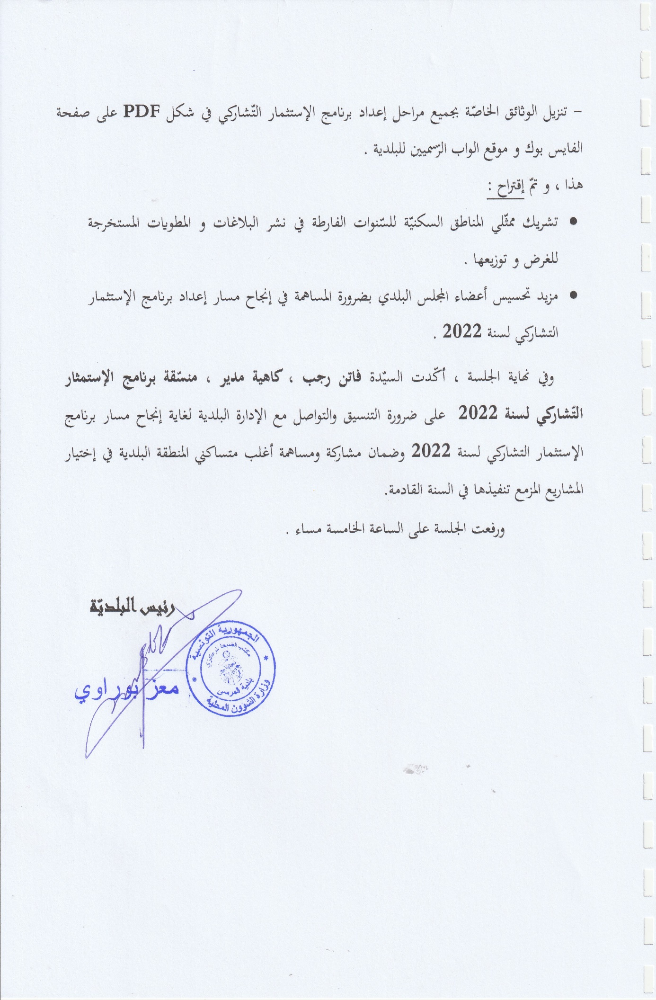 – تنزيل الوثائق الخاصّة بجميع مراحل إعداد برنامج الإستثمار التّشاركي في شكل PDF على صفحة
الفايس بوك و موقع الواب الرّسميين للبلدية .
هذا ، و تمّ إقتراح :
● تشريك ممثّلي المناطق السكنيّة للسّنوات الفارطة في نشر البلاغات و المطويات المستخرجة
للغرض و توزيعها .
● مزيد تحسيس أعضاء المجلس البلدي بضرورة المساهمة في إنجاح مسار إعداد برنامج الإستثمار
التشاركي لسنة 2022 .
وفي نهاية الجلسة ، أكّدت السيّدة فاتن رجب ، كاهية مدير ، منسّقة برنامج الإستمثار
التّشاركي لسنة 2022 على ضرورة التنسيق والتواصل مع الإدارة البلدية لغاية إنجاح مسار برنامج
الإستثمار التشاركي لسنة 2022 وضمان مشاركة ومساهمة أغلب متساكني المنطقة البلدية في إختيار
المشاريع المزمع تنفيذها في السنة القادمة.
ورفعت الجلسة على الساعة الخامسة مساء .
رئيس البلديّة
الجمهورية التونسية
مكتب الضبط المركزي
بلدية المرسى
وزارة الشؤون المحلية
معز بوراوي